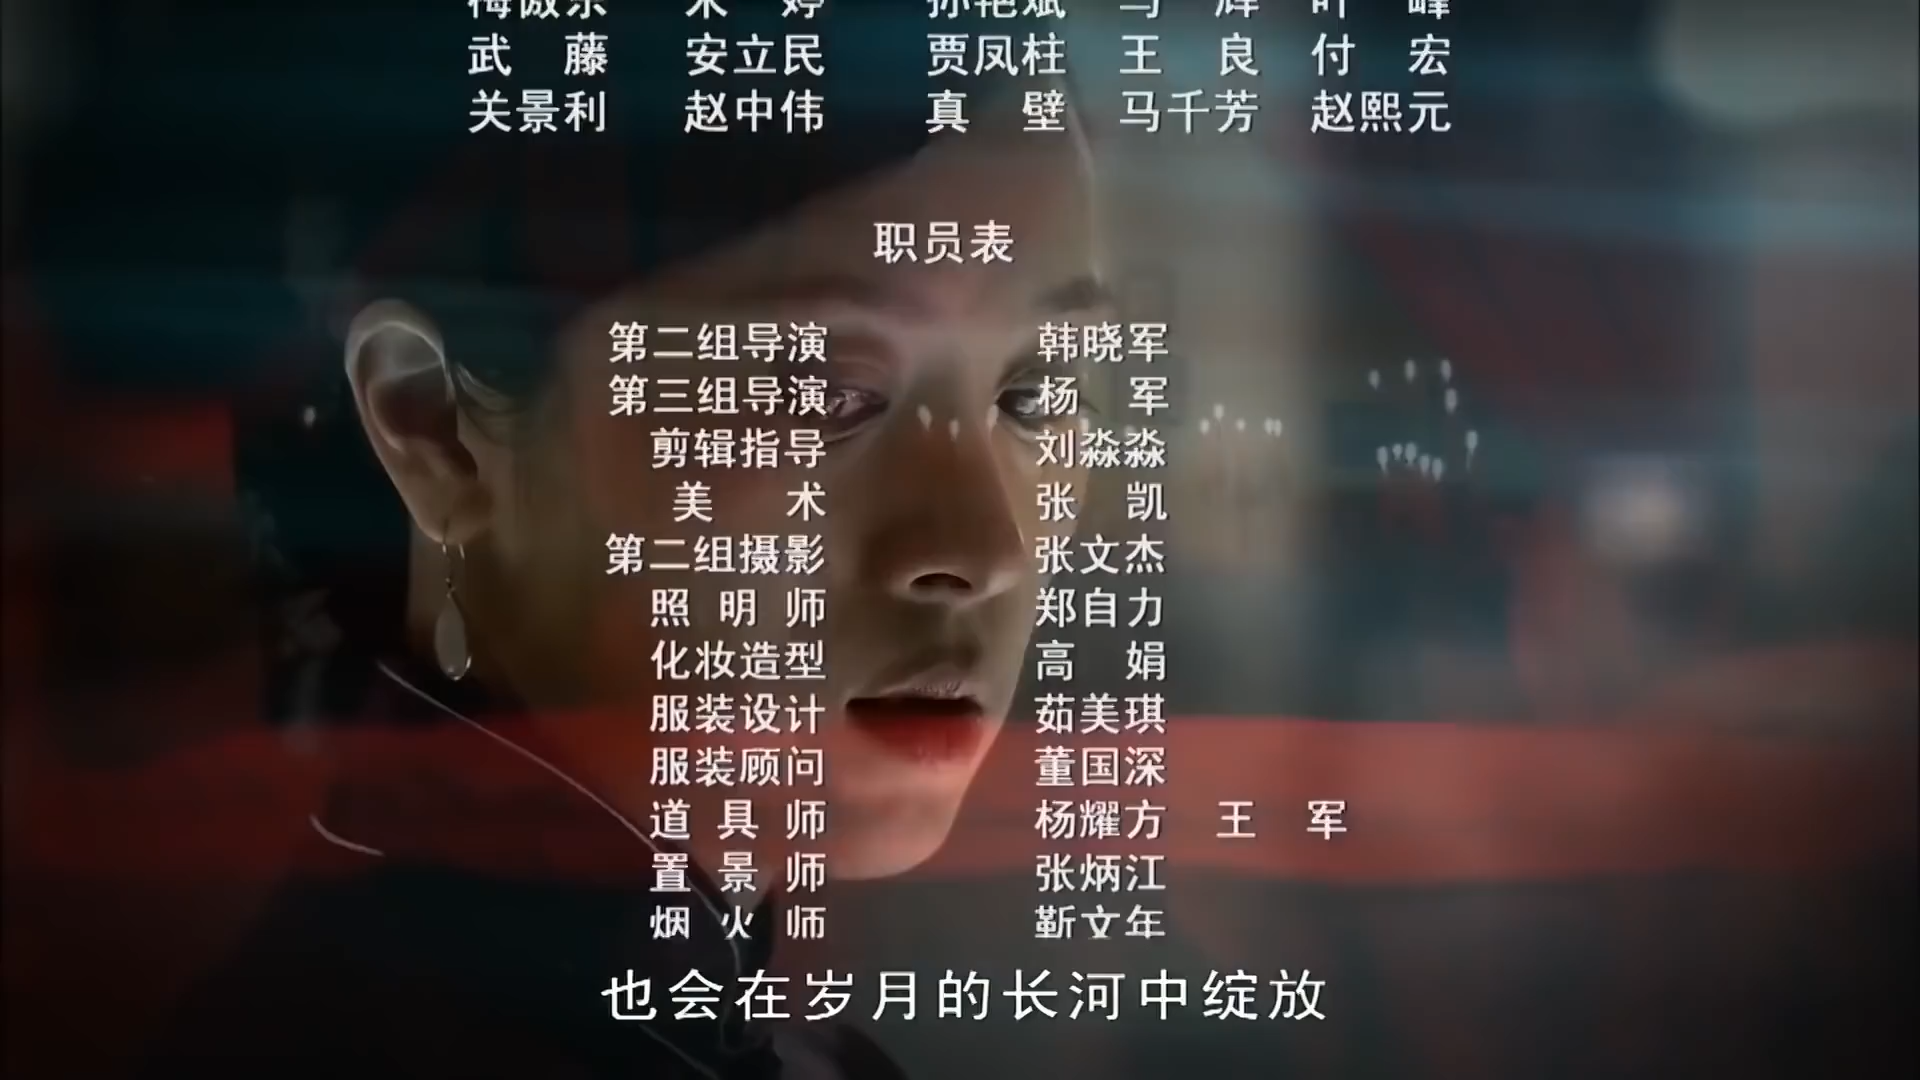 武藤 安立民 贾凤柱 王良 付宏
关景利 赵中伟 真壁 马千芳 赵熙元
职员表
第二组导演 韩晓军
第三组导演 杨军
剪辑指导 刘淼淼
美术 张凯
第二组摄影 张文杰
照明师 郑自力
化妆造型 高娟
服装设计 茹美琪
服装顾问 董国深
道具师 杨耀方 王军
置景师 张炳江
烟火师 靳文年
也会在岁月的长河中绽放